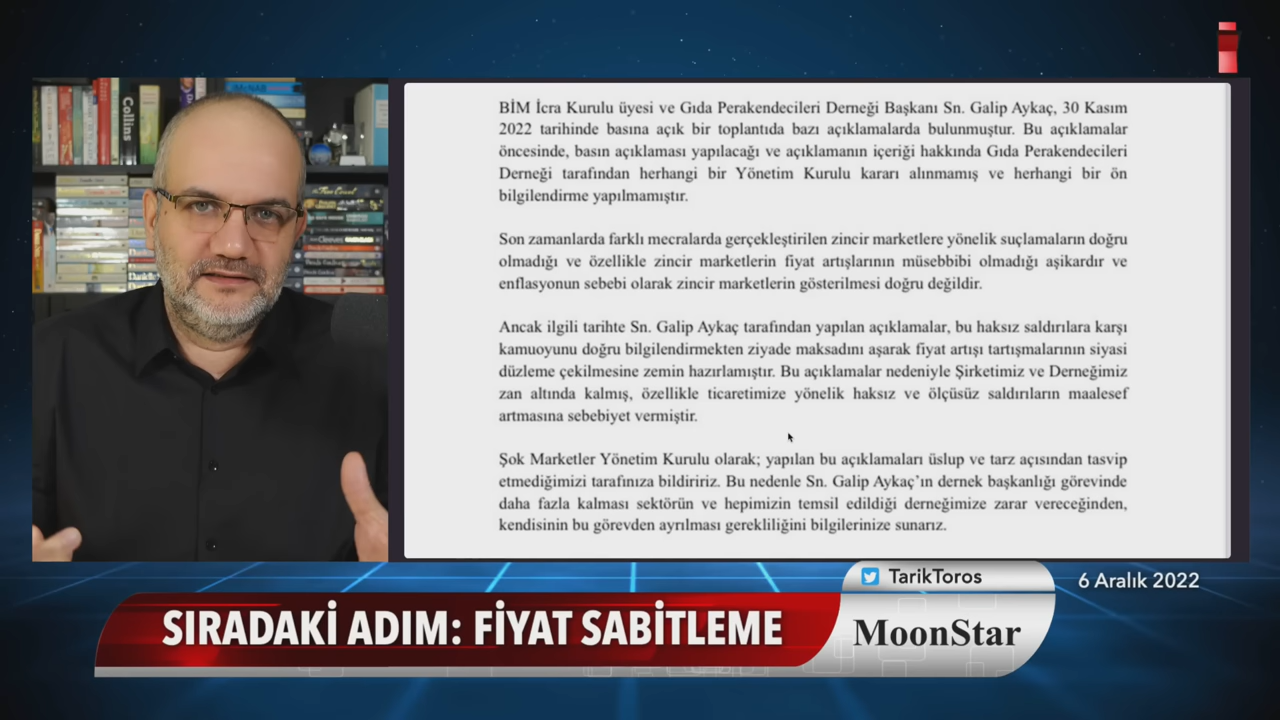 BİM İcra Kurulu üyesi ve Gıda Perakendecileri Derneği Başkanı Sn. Galip Aykaç, 30 Kasım
2022 tarihinde basına açık bir toplantıda bazı açıklamalarda bulunmuştur. Bu açıklamalar
öncesinde, basın açıklaması yapılacağı ve açıklamanın içeriği hakkında Gıda Perakendecileri
Derneği tarafından herhangi bir Yönetim Kurulu kararı alınmamış ve herhangi bir ön
bilgilendirme yapılmamıştır.
Son zamanlarda farklı mecralarda gerçekleştirilen zincir marketlere yönelik suçlamaların doğru
olmadığı ve özellikle zincir marketlerin fiyat artışlarının müsebbibi olmadığı aşikardır ve
enflasyonun sebebi olarak zincir marketlerin gösterilmesi doğru değildir.
Ancak ilgili tarihte Sn. Galip Aykaç tarafından yapılan açıklamalar, bu haksız saldırılara karşı
kamuoyunu doğru bilgilendirmekten ziyade maksadını aşarak fiyat artışı tartışmalarının siyasi
düzleme çekilmesine zemin hazırlamıştır. Bu açıklamalar nedeniyle Şirketimiz ve Derneğimiz
zan altında kalmış, özellikle ticaretimize yönelik haksız ve ölçüsüz saldırıların maalesef
artmasına sebebiyet vermiştir.
Şok Marketler Yönetim Kurulu olarak; yapılan bu açıklamaları üslup ve tarz açısından tasvip
etmediğimizi tarafınıza bildiririz. Bu nedenle Sn. Galip Aykaç'ın dernek başkanlığı görevinde
daha fazla kalması sektörün ve hepimizin temsil edildiği derneğimize zarar vereceğinden,
kendisinin bu görevden ayrılması gerekliliğini bilgilerinize sunarız.
Collins
TarikToros
6 Aralık 2022
SIRADAKİ ADIM: FİYAT SABİTLEME
MoonStar